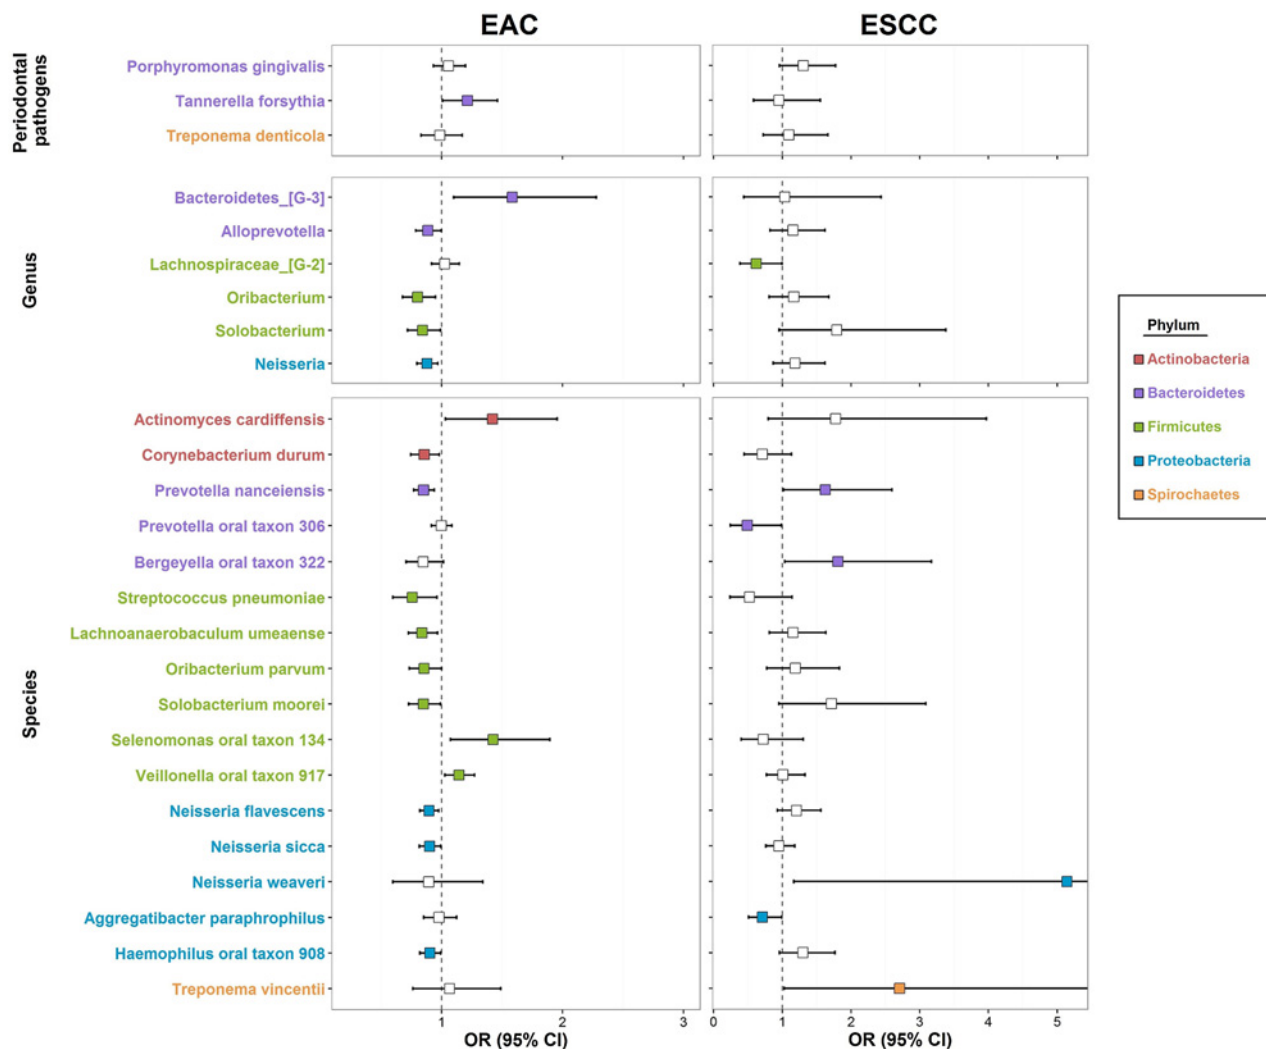 EAC ESCC
Periodontal
pathogens
Porphyromonas gingivalis
Tannerella forsythia
Treponema denticola
Genus
Bacteroidetes_[G-3]
Alloprevotella
Lachnospiraceae_[G-2]
Oribacterium
Solobacterium
Neisseria
Species
Actinomyces cardiffensis
Corynebacterium durum
Prevotella nanceiensis
Prevotella oral taxon 306
Bergeyella oral taxon 322
Streptococcus pneumoniae
Lachnoanaerobaculum umeaense
Oribacterium parvum
Solobacterium moorei
Selenomonas oral taxon 134
Veillonella oral taxon 917
Neisseria flavescens
Neisseria sicca
Neisseria weaveri
Aggregatibacter paraphrophilus
Haemophilus oral taxon 908
Treponema vincentii
1 2 3 0 1 2 3 4 5
OR (95% CI) OR (95% CI)
Phylum
Actinobacteria
Bacteroidetes
Firmicutes
Proteobacteria
Spirochaetes